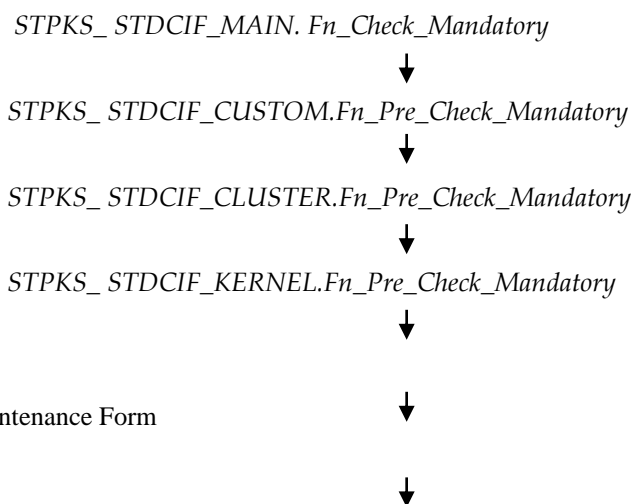 STPKS_ STDCIF_MAIN. Fn_Check_Mandatory
STPKS_ STDCIF_CUSTOM.Fn_Pre_Check_Mandatory
STPKS_ STDCIF_CLUSTER.Fn_Pre_Check_Mandatory
STPKS_ STDCIF_KERNEL.Fn_Pre_Check_Mandatory
ntenance Form